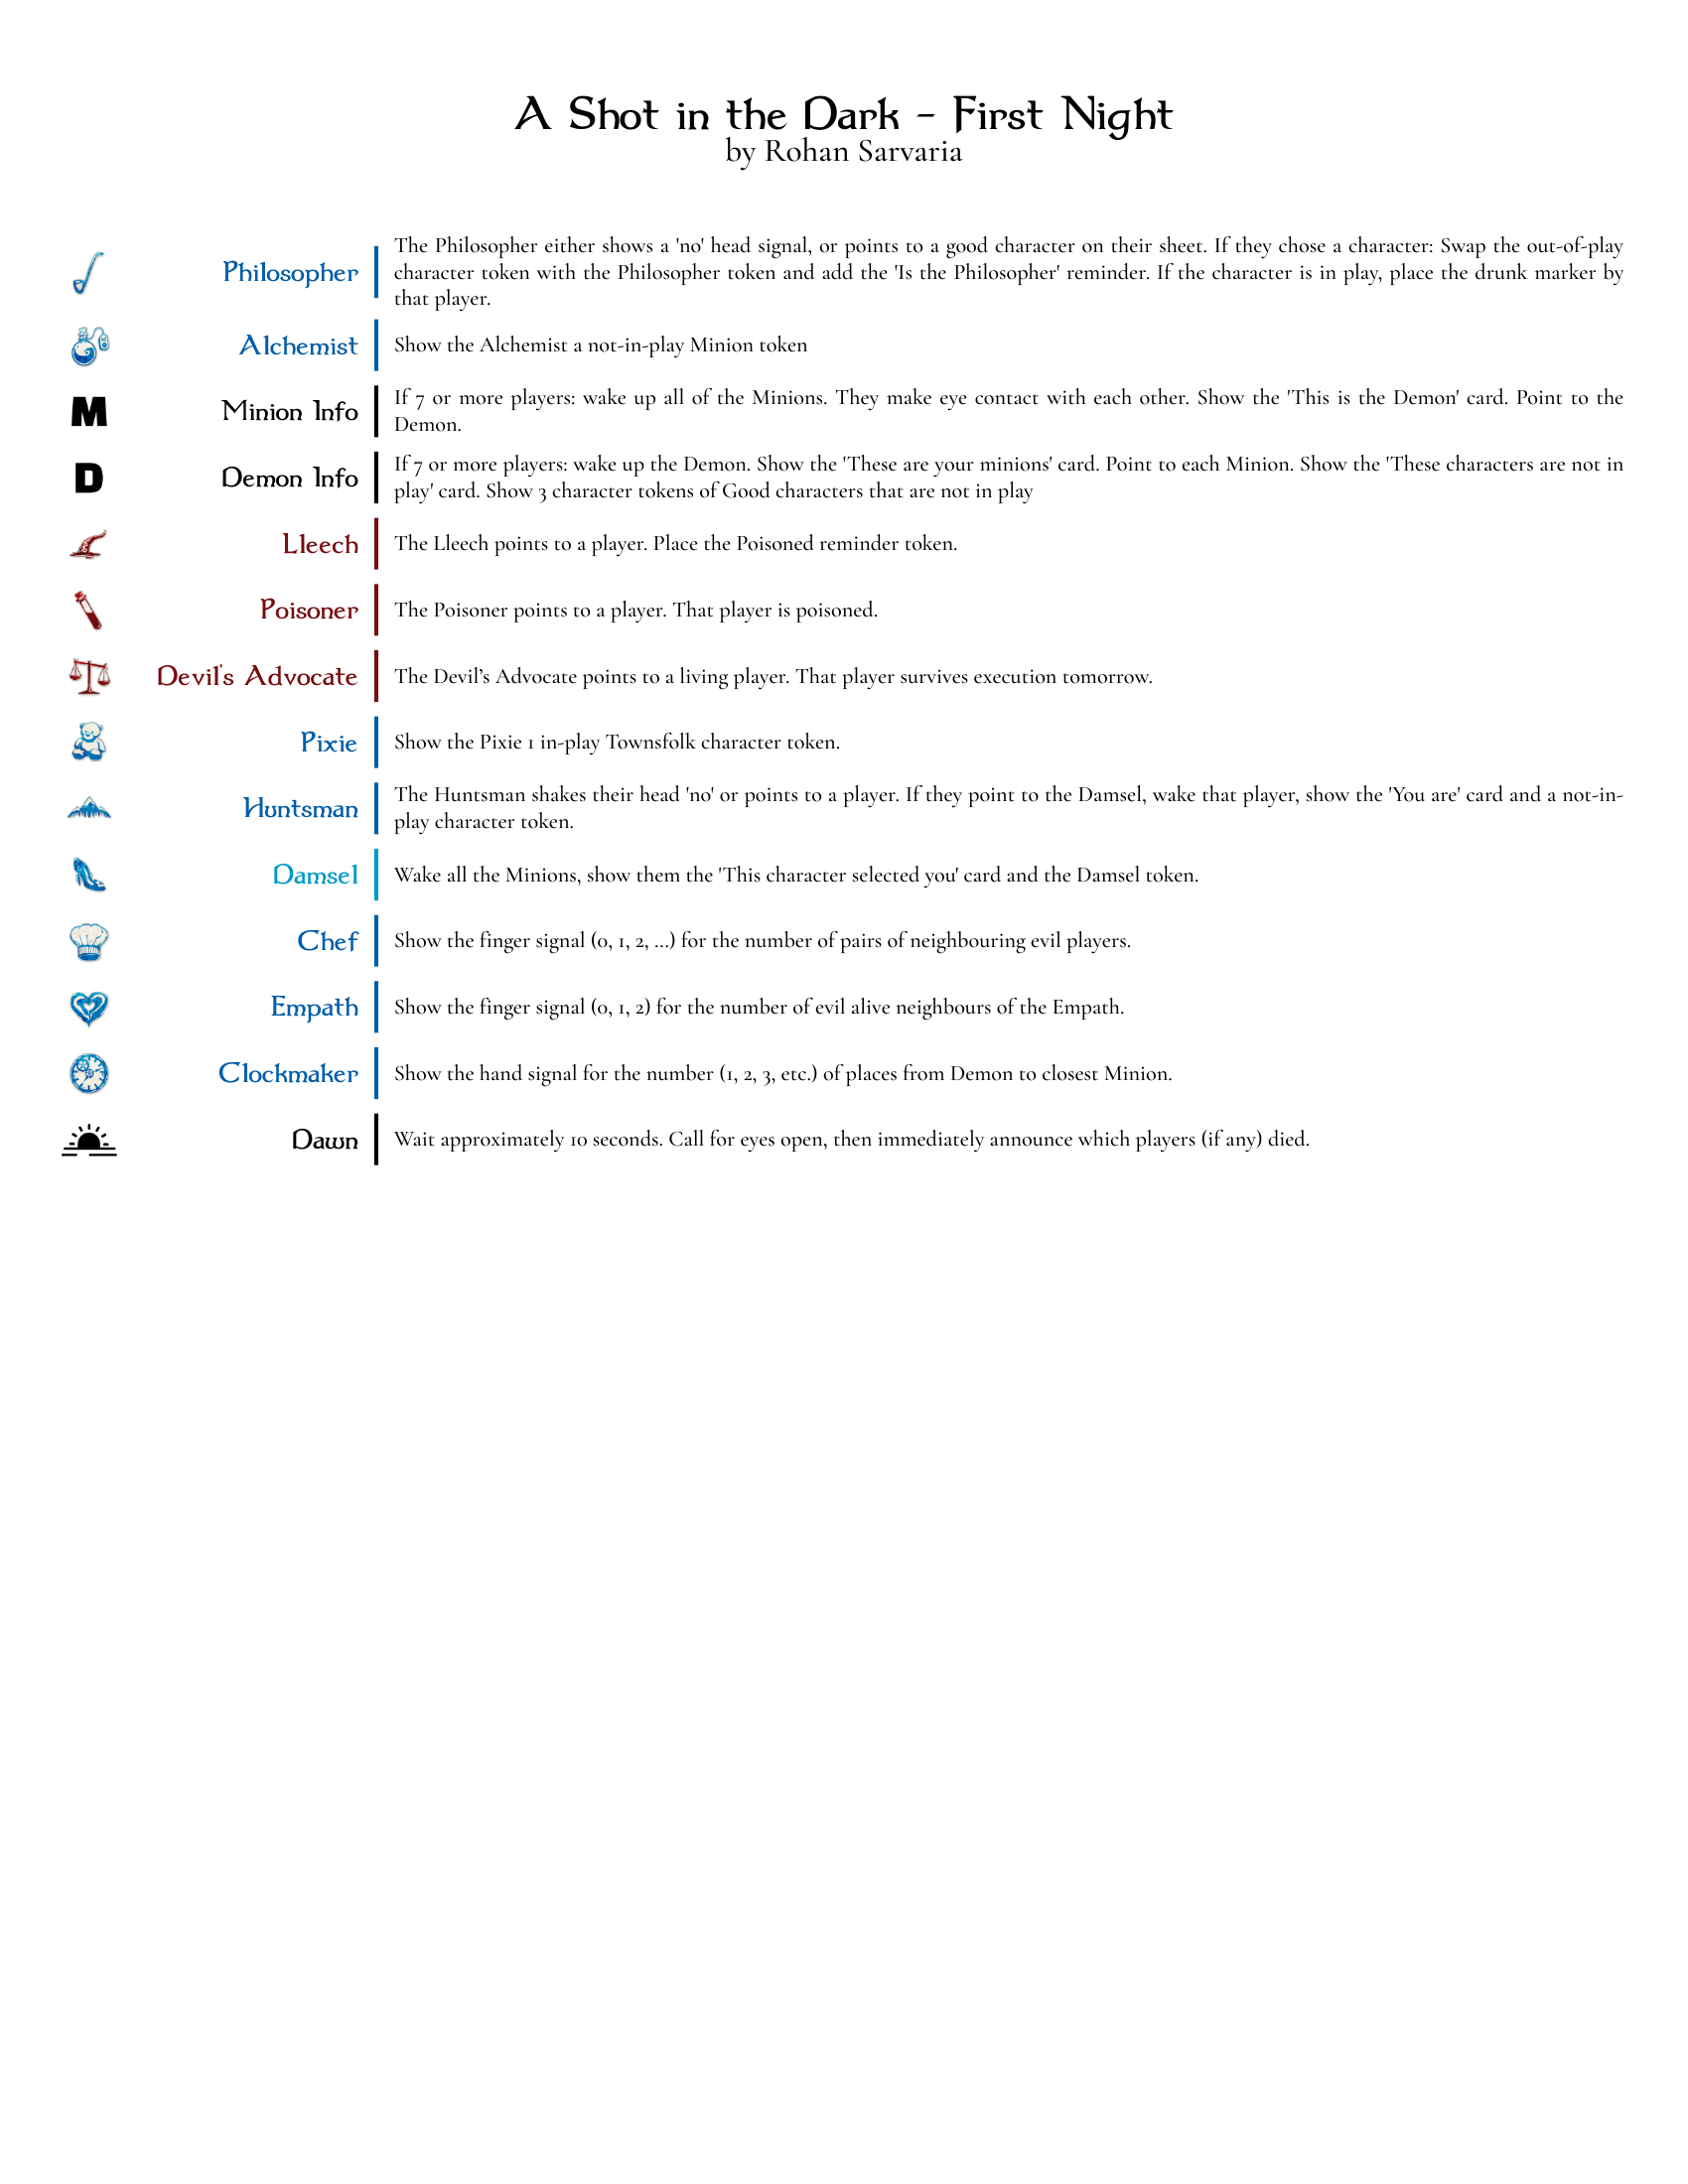 A Shot in the Dark - First Night
by Rohan Sarvaria
Philosopher
The Philosopher either shows a 'no' head signal, or points to a good character on their sheet. If they chose a character: Swap the out-of-play
character token with the Philosopher token and add the 'Is the Philosopher' reminder. If the character is in play, place the drunk marker by
that player.
Alchemist
Show the Alchemist a not-in-play Minion token
M
Minion Info
If 7 or more players: wake up all of the Minions. They make eye contact with each other. Show the 'This is the Demon' card. Point to the
Demon.
D
Demon Info
If 7 or more players: wake up the Demon. Show the 'These are your minions' card. Point to each Minion. Show the 'These characters are not in
play' card. Show 3 character tokens of Good characters that are not in play
Lleech
The Lleech points to a player. Place the Poisoned reminder token.
Poisoner
The Poisoner points to a player. That player is poisoned.
Devil's Advocate
The Devil’s Advocate points to a living player. That player survives execution tomorrow.
Pixie
Show the Pixie 1 in-play Townsfolk character token.
Huntsman
The Huntsman shakes their head 'no' or points to a player. If they point to the Damsel, wake that player, show the 'You are' card and a not-in-
play character token.
Damsel
Wake all the Minions, show them the 'This character selected you' card and the Damsel token.
Chef
Show the finger signal (0, 1, 2, ...) for the number of pairs of neighbouring evil players.
Empath
Show the finger signal (0, 1, 2) for the number of evil alive neighbours of the Empath.
Clockmaker
Show the hand signal for the number (1, 2, 3, etc.) of places from Demon to closest Minion.
Dawn
Wait approximately 10 seconds. Call for eyes open, then immediately announce which players (if any) died.